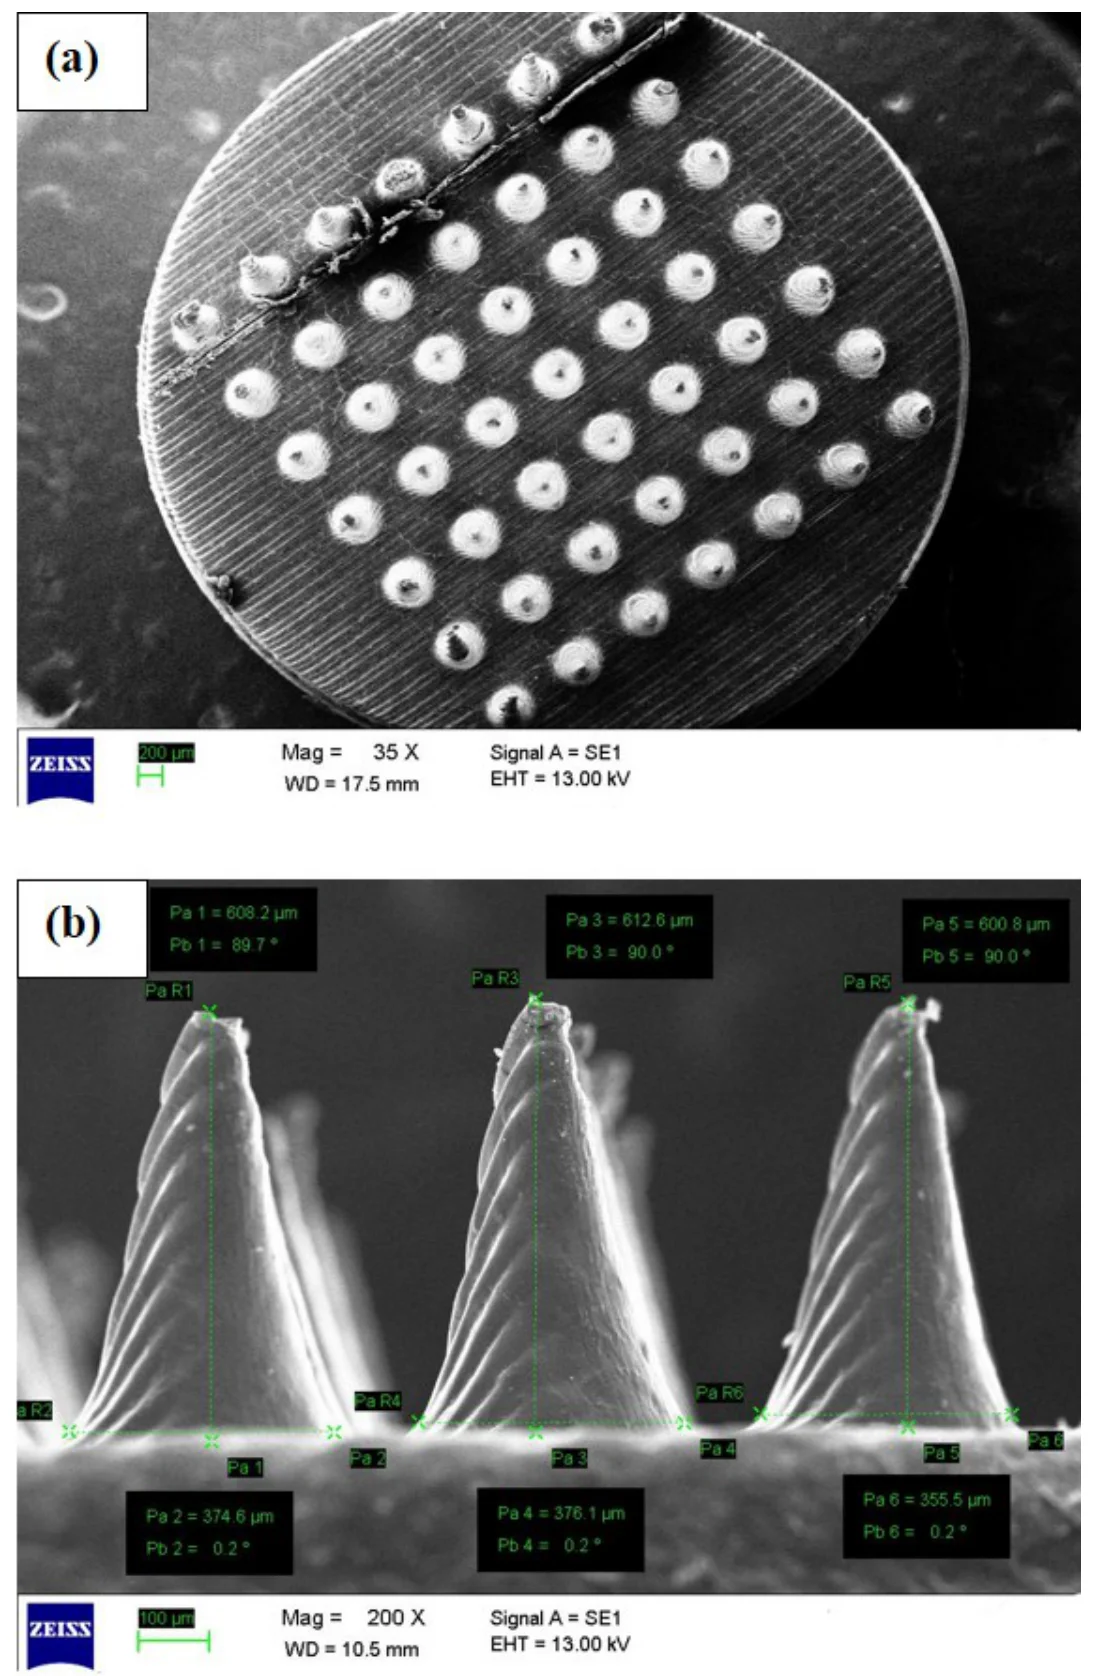 (a)
ZEISS
200 µm
Mag = 35 X
WD = 17.5 mm
Signal A = SE1
EHT = 13.00 kV
(b)
Pa 1 = 608.2 µm
Pb 1 = 89.7 °
Pa 3 = 612.6 µm
Pb 3 = 90.0 °
Pa 5 = 600.8 µm
Pb 5 = 90.0 °
Pa R1
Pa R3
Pa R5
a R2
Pa R4
Pa R6
Pa 1
Pa 2
Pa 3
Pa 4
Pa 5
Pa 6
Pa 2 = 374.6 µm
Pb 2 = 0.2 °
Pa 4 = 376.1 µm
Pb 4 = 0.2 °
Pa 6 = 355.5 µm
Pb 6 = 0.2 °
ZEISS
100 µm
Mag = 200 X
WD = 10.5 mm
Signal A = SE1
EHT = 13.00 kV